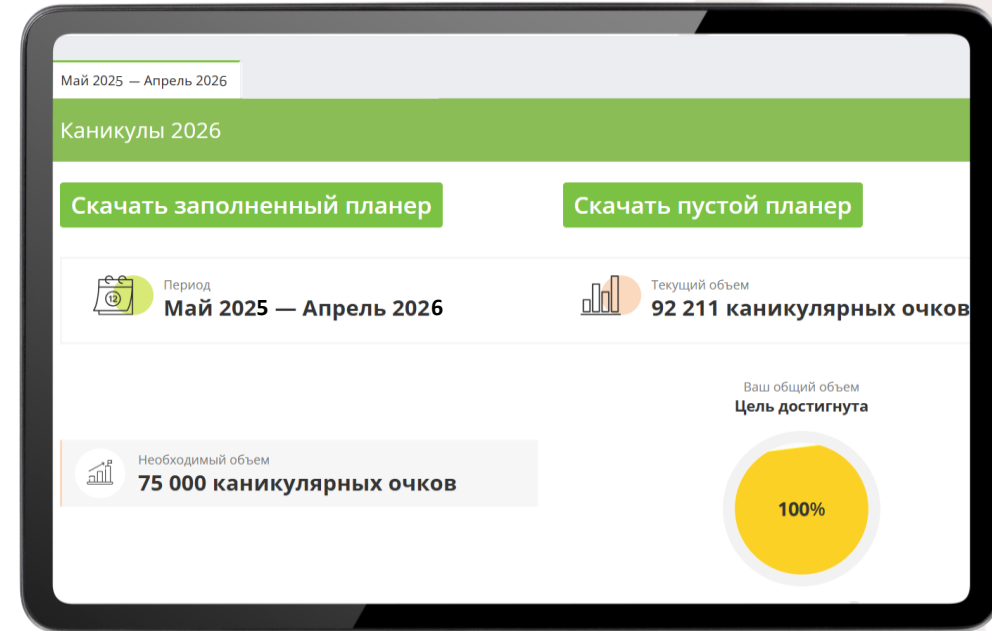 Май 2025 — Апрель 2026
Каникулы 2026
Скачать заполненный планер
Скачать пустой планер
12
Период
Май 2025 — Апрель 2026
Текущий объем
92 211 каникулярных очков
Ваш общий объем
Цель достигнута
Необходимый объем
75 000 каникулярных очков
100%